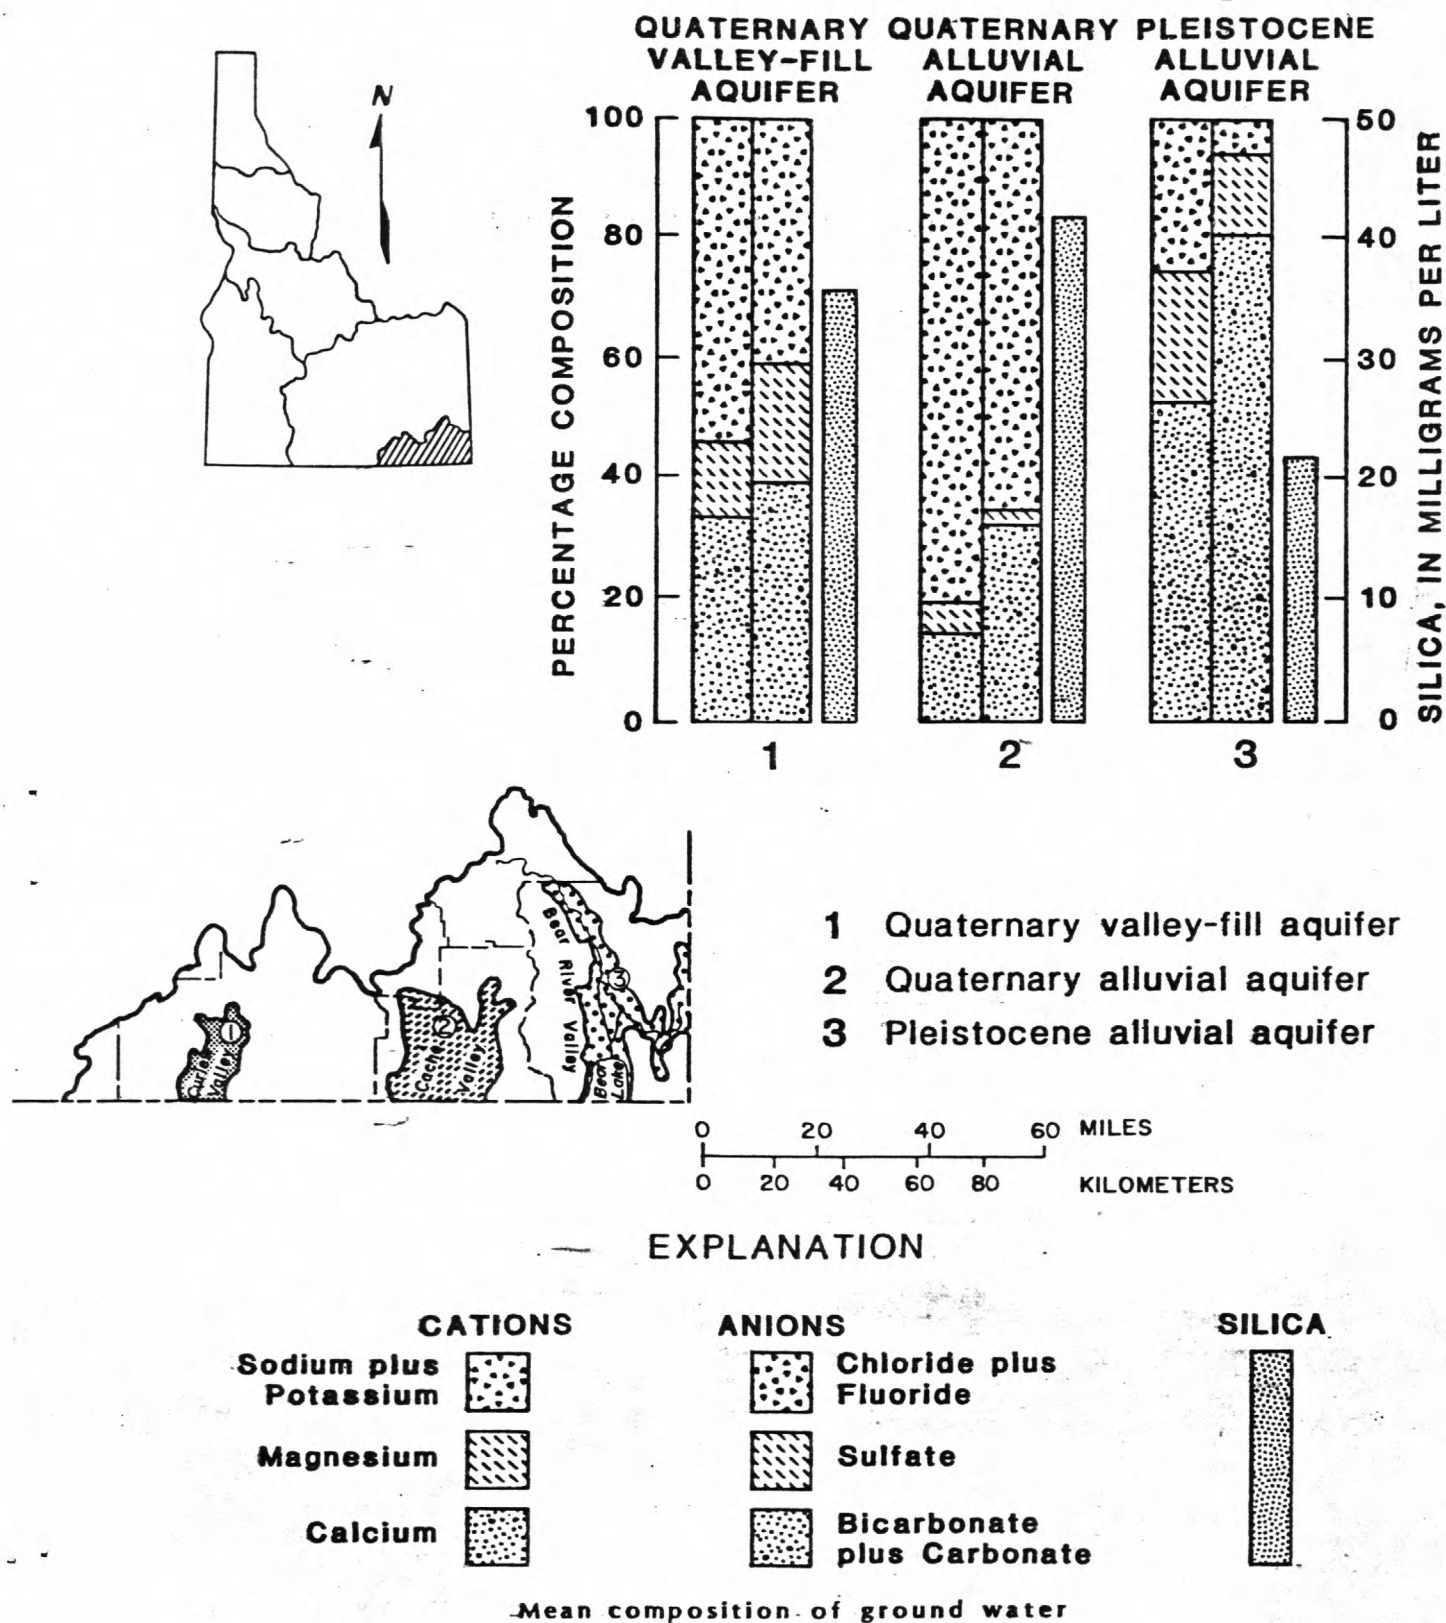 QUATERNARY QUATERNARY PLEISTOCENE
VALLEY-FILL ALLUVIAL ALLUVIAL
AQUIFER AQUIFER AQUIFER
N
PERCENTAGE COMPOSITION
100
80
60
40
20
0
50
40
30
20
10
0
SILICA, IN MILLIGRAMS PER LITER
1 2 3
1
Curlew
Valley
2
Cache
Valley
Bear River Valley
3
Bear
Lake
1 Quaternary valley-fill aquifer
2 Quaternary alluvial aquifer
3 Pleistocene alluvial aquifer
0 20 40 60 MILES
0 20 40 60 80 KILOMETERS
EXPLANATION
CATIONS
Sodium plus
Potassium
Magnesium
Calcium
ANIONS
Chloride plus
Fluoride
Sulfate
Bicarbonate
plus Carbonate
SILICA
Mean composition of ground water